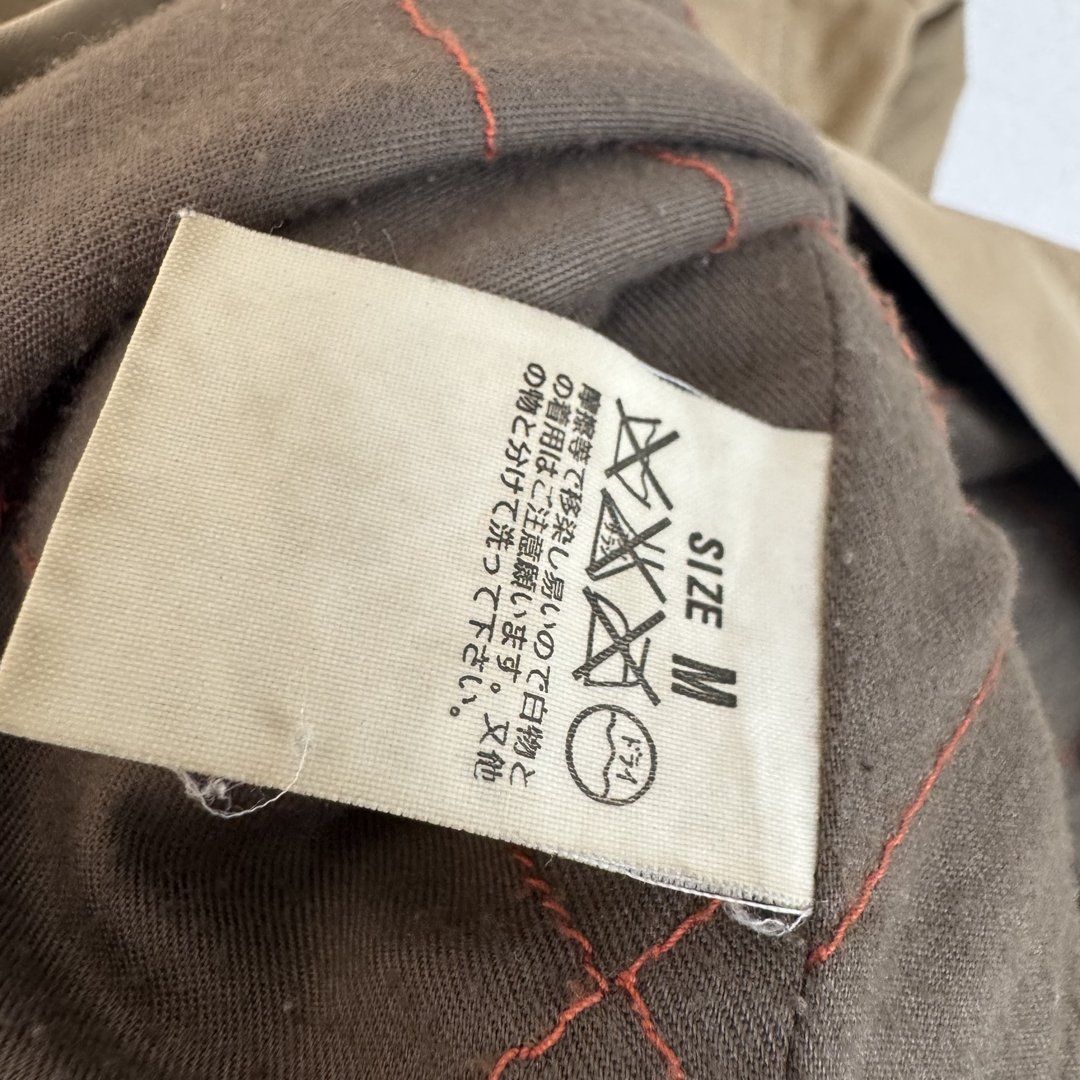 SIZE M
ドライ
摩擦等で移染し易いので白物と
の着用はご注意願います。又他
の物と分けて洗って下さい。